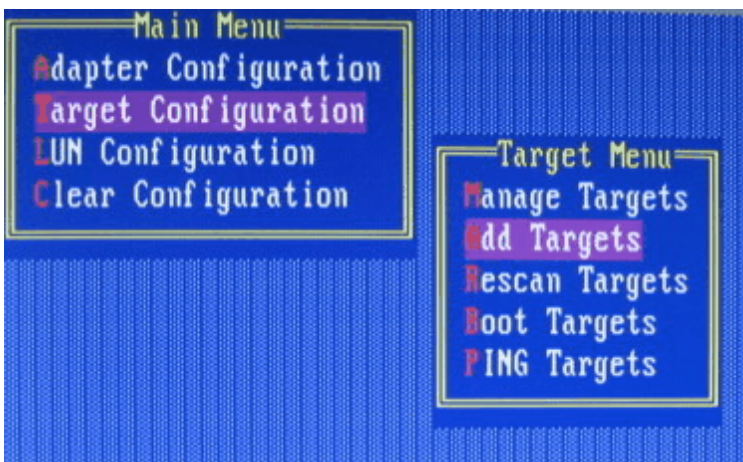 Main Menu
Adapter Configuration
Target Configuration
LUN Configuration
Clear Configuration
Target Menu
Manage Targets
Add Targets
Rescan Targets
Boot Targets
PING Targets